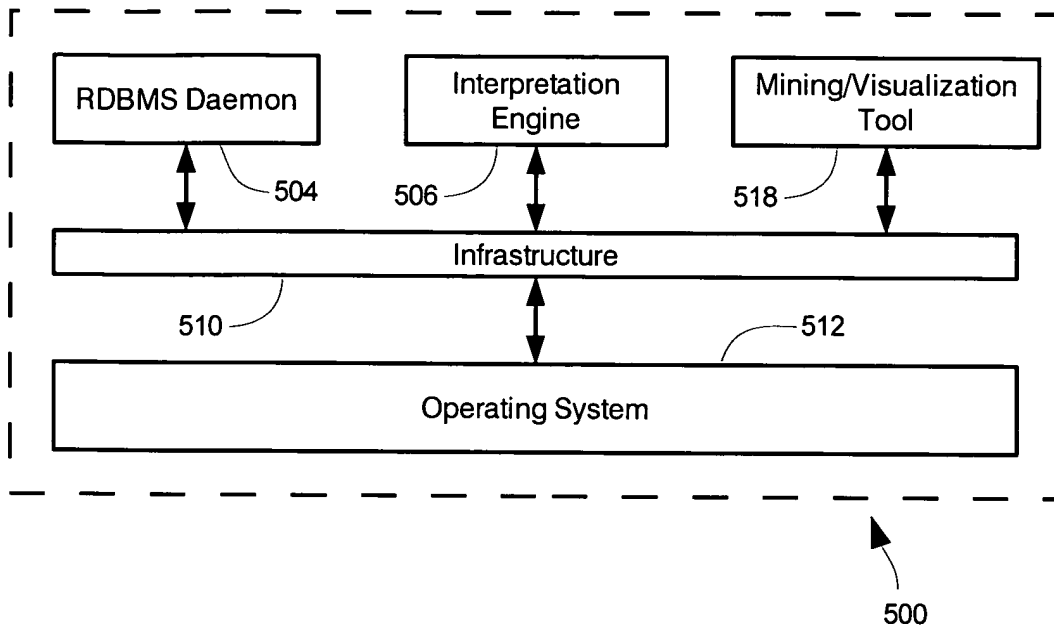 RDBMS Daemon
Interpretation
Engine
Mining/Visualization
Tool
504
506
518
Infrastructure
510
512
Operating System
500